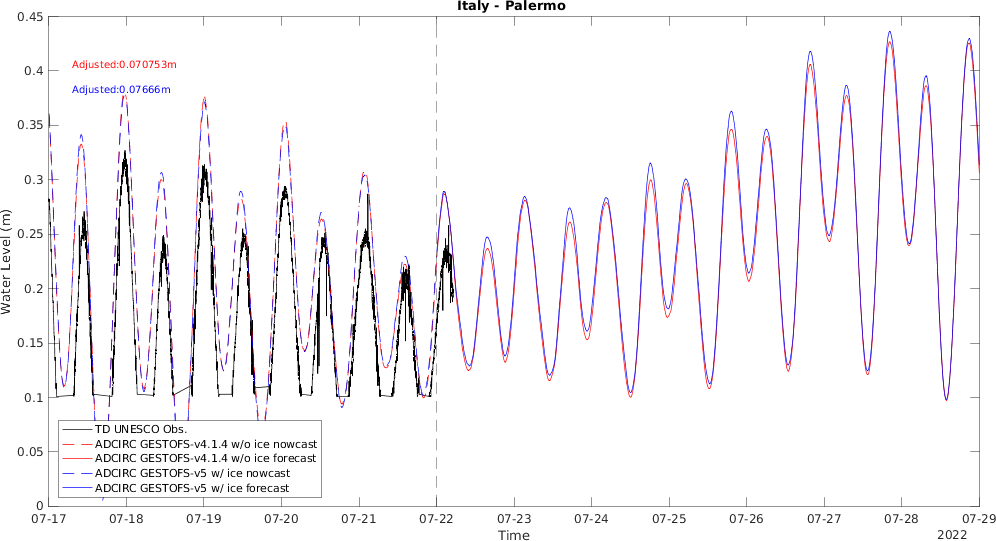 Italy - Palermo
Adjusted:0.070753m
Adjusted:0.07666m
Water Level (m)
0.45
0.4
0.35
0.3
0.25
0.2
0.15
0.1
0.05
0
TD UNESCO Obs.
ADCIRC GESTOFS-v4.1.4 w/o ice nowcast
ADCIRC GESTOFS-v4.1.4 w/o ice forecast
ADCIRC GESTOFS-v5 w/ ice nowcast
ADCIRC GESTOFS-v5 w/ ice forecast
07-17 07-18 07-19 07-20 07-21 07-22 07-23 07-24 07-25 07-26 07-27 07-28 07-29
Time
2022